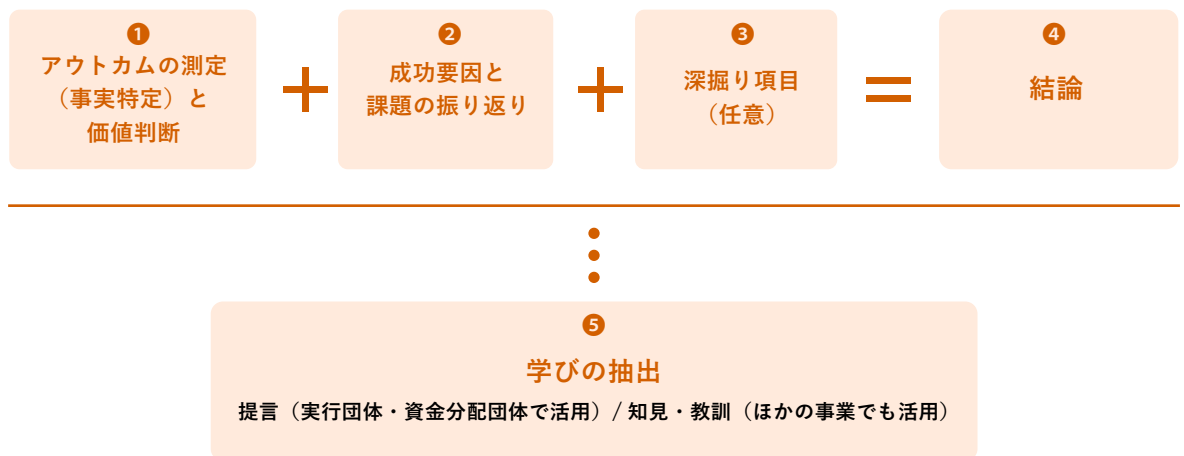 ❶
アウトカムの測定
（事実特定）と
価値判断
＋
❷
成功要因と
課題の振り返り
＋
❸
深掘り項目
（任意）
＝
❹
結論
❺
学びの抽出
提言（実行団体・資金分配団体で活用）/ 知見・教訓（ほかの事業でも活用）